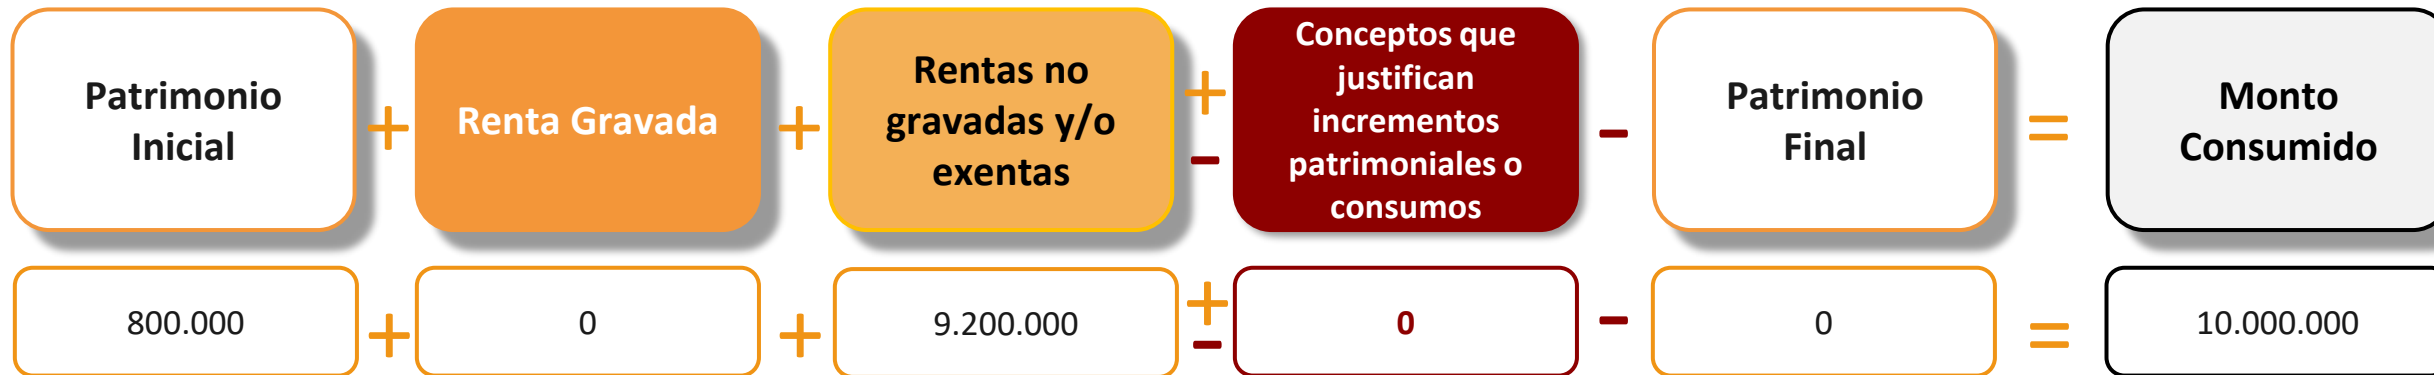 Patrimonio
Inicial
+
Renta Gravada
+
Rentas no
gravadas y/o
exentas
+
-
Conceptos que
justifican
incrementos
patrimoniales o
consumos
-
Patrimonio
Final
=
Monto
Consumido
800.000
+
0
+
9.200.000
+
-
0
-
0
=
10.000.000